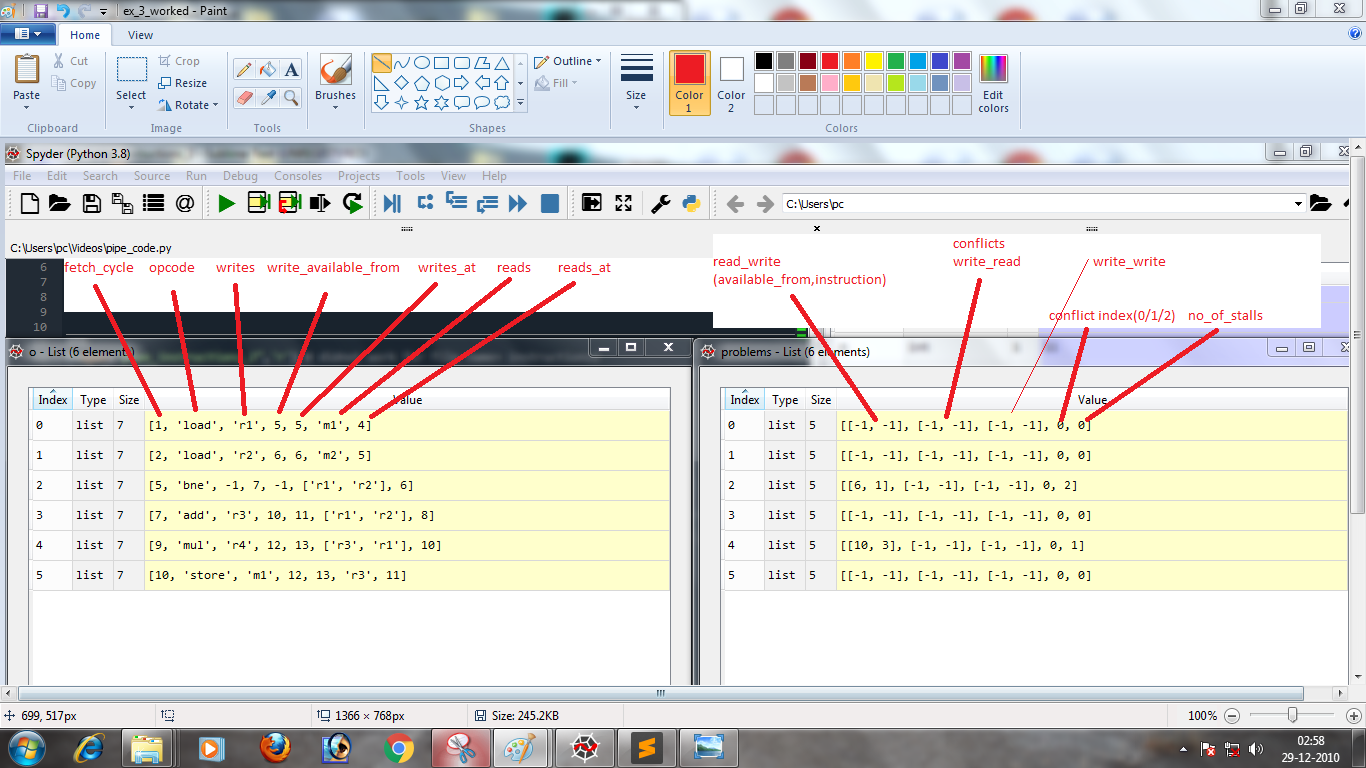 ex_3_worked - Paint
Home View
Paste Cut Copy
Clipboard
Select Crop Resize Rotate
Image
A
Tools
Brushes
Shapes
Outline Fill
Size
Color 1
Color 2
Edit colors
Colors
Spyder (Python 3.8)
File Edit Search Source Run Debug Consoles Projects Tools View Help
C:\Users\pc
C:\Users\pc\Videos\pipe_code.py
6
7
8
9
10
fetch_cycle opcode writes write_available_from writes_at reads reads_at
conflicts
read_write write_read write_write
(available_from,instruction)
conflict index(0/1/2) no_of_stalls
o - List (6 elements)
Index Type Size Value
0 list 7 [1, 'load', 'r1', 5, 5, 'm1', 4]
1 list 7 [2, 'load', 'r2', 6, 6, 'm2', 5]
2 list 7 [5, 'bne', -1, 7, -1, ['r1', 'r2'], 6]
3 list 7 [7, 'add', 'r3', 10, 11, ['r1', 'r2'], 8]
4 list 7 [9, 'mul', 'r4', 12, 13, ['r3', 'r1'], 10]
5 list 7 [10, 'store', 'm1', 12, 13, 'r3', 11]
problems - List (6 elements)
Index Type Size Value
0 list 5 [[-1, -1], [-1, -1], [-1, -1], 0, 0]
1 list 5 [[-1, -1], [-1, -1], [-1, -1], 0, 0]
2 list 5 [[6, 1], [-1, -1], [-1, -1], 0, 2]
3 list 5 [[-1, -1], [-1, -1], [-1, -1], 0, 0]
4 list 5 [[10, 3], [-1, -1], [-1, -1], 0, 1]
5 list 5 [[-1, -1], [-1, -1], [-1, -1], 0, 0]
699, 517px 1366 × 768px Size: 245.2KB 100%
02:58
29-12-2010